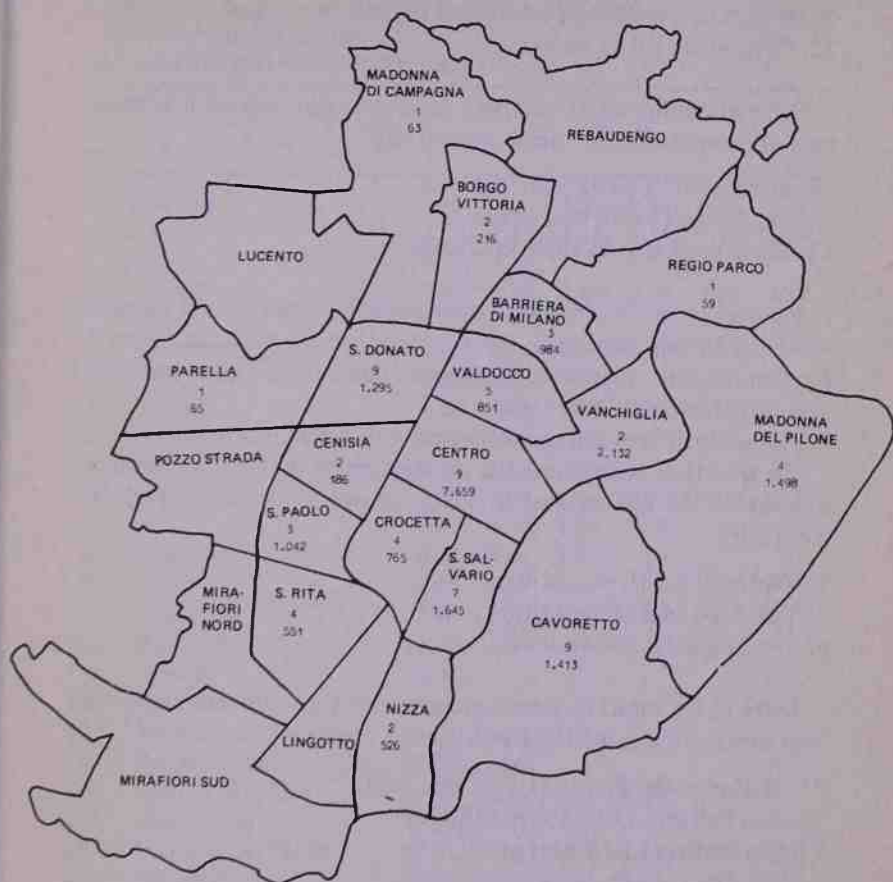 MADONNA
DI CAMPAGNA
1
63
REBAUDENGO
BORGO
VITTORIA
2
216
LUCENTO
REGIO PARCO
1
59
BARRIERA
DI MILANO
3
984
S. DONATO
9
1.295
PARELLA
1
65
VALDOCCO
5
851
VANCHIGLIA
2
2.132
MADONNA
DEL PILONE
4
1.498
POZZO STRADA
CENISIA
2
186
CENTRO
9
7.659
S. PAOLO
3
1.042
CROCETTA
4
765
S. SAL-
VARIO
7
1.645
MIRA-
FIORI
NORD
S. RITA
4
551
CAVORETTO
9
1.413
NIZZA
2
526
LINGOTTO
MIRAFIORI SUD